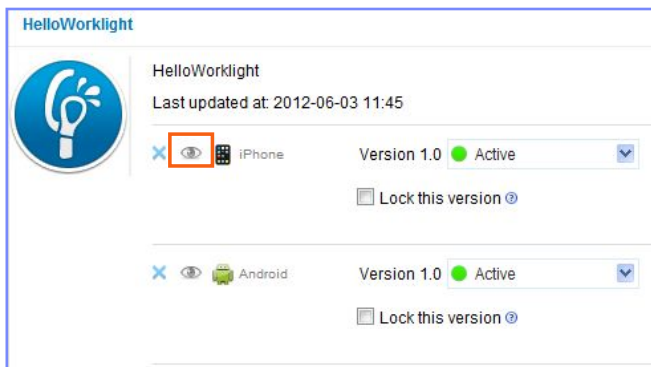 HelloWorklight
HelloWorklight
Last updated at: 2012-06-03 11:45
iPhone Version 1.0 Active
Lock this version
Android Version 1.0 Active
Lock this version